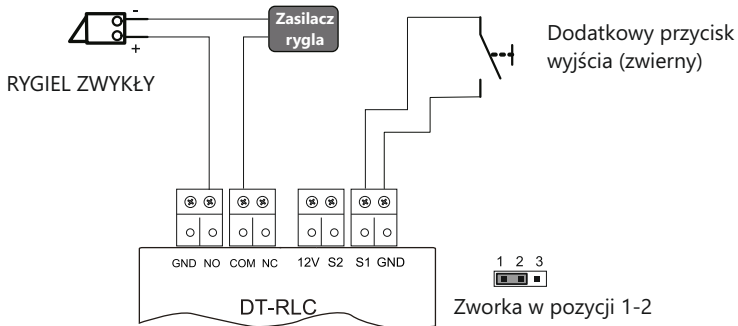 -
+
Zasilacz
rygla
RYGIEL ZWYKŁY
Dodatkowy przycisk
wyjścia (zwierny)
GND NO COM NC 12V S2 S1 GND
DT-RLC
1 2 3
Zworka w pozycji 1-2